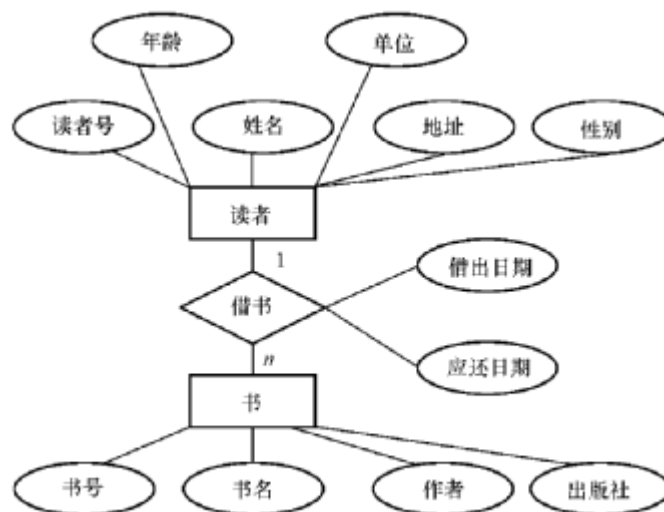 年龄
单位
读者号
姓名
地址
性别
读者
1
借出日期
借书
应还日期
n
书
书号
书名
作者
出版社